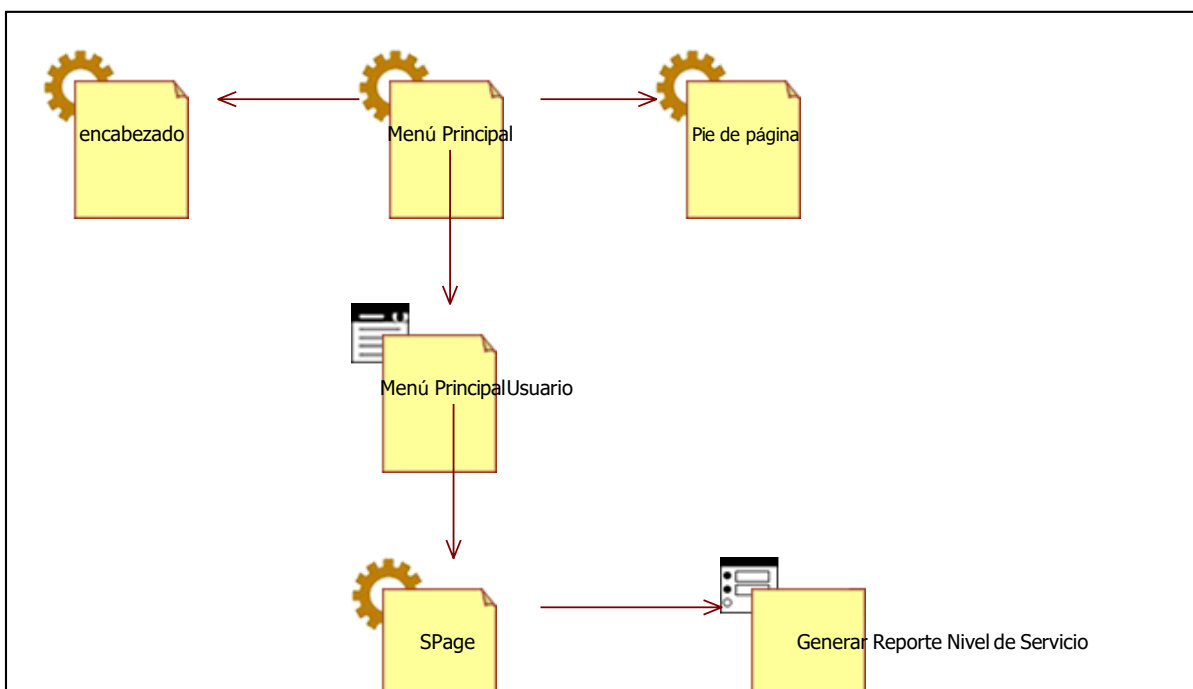 encabezado
Menú Principal
Pie de página
Menú PrincipalUsuario
SPage
Generar Reporte Nivel de Servicio